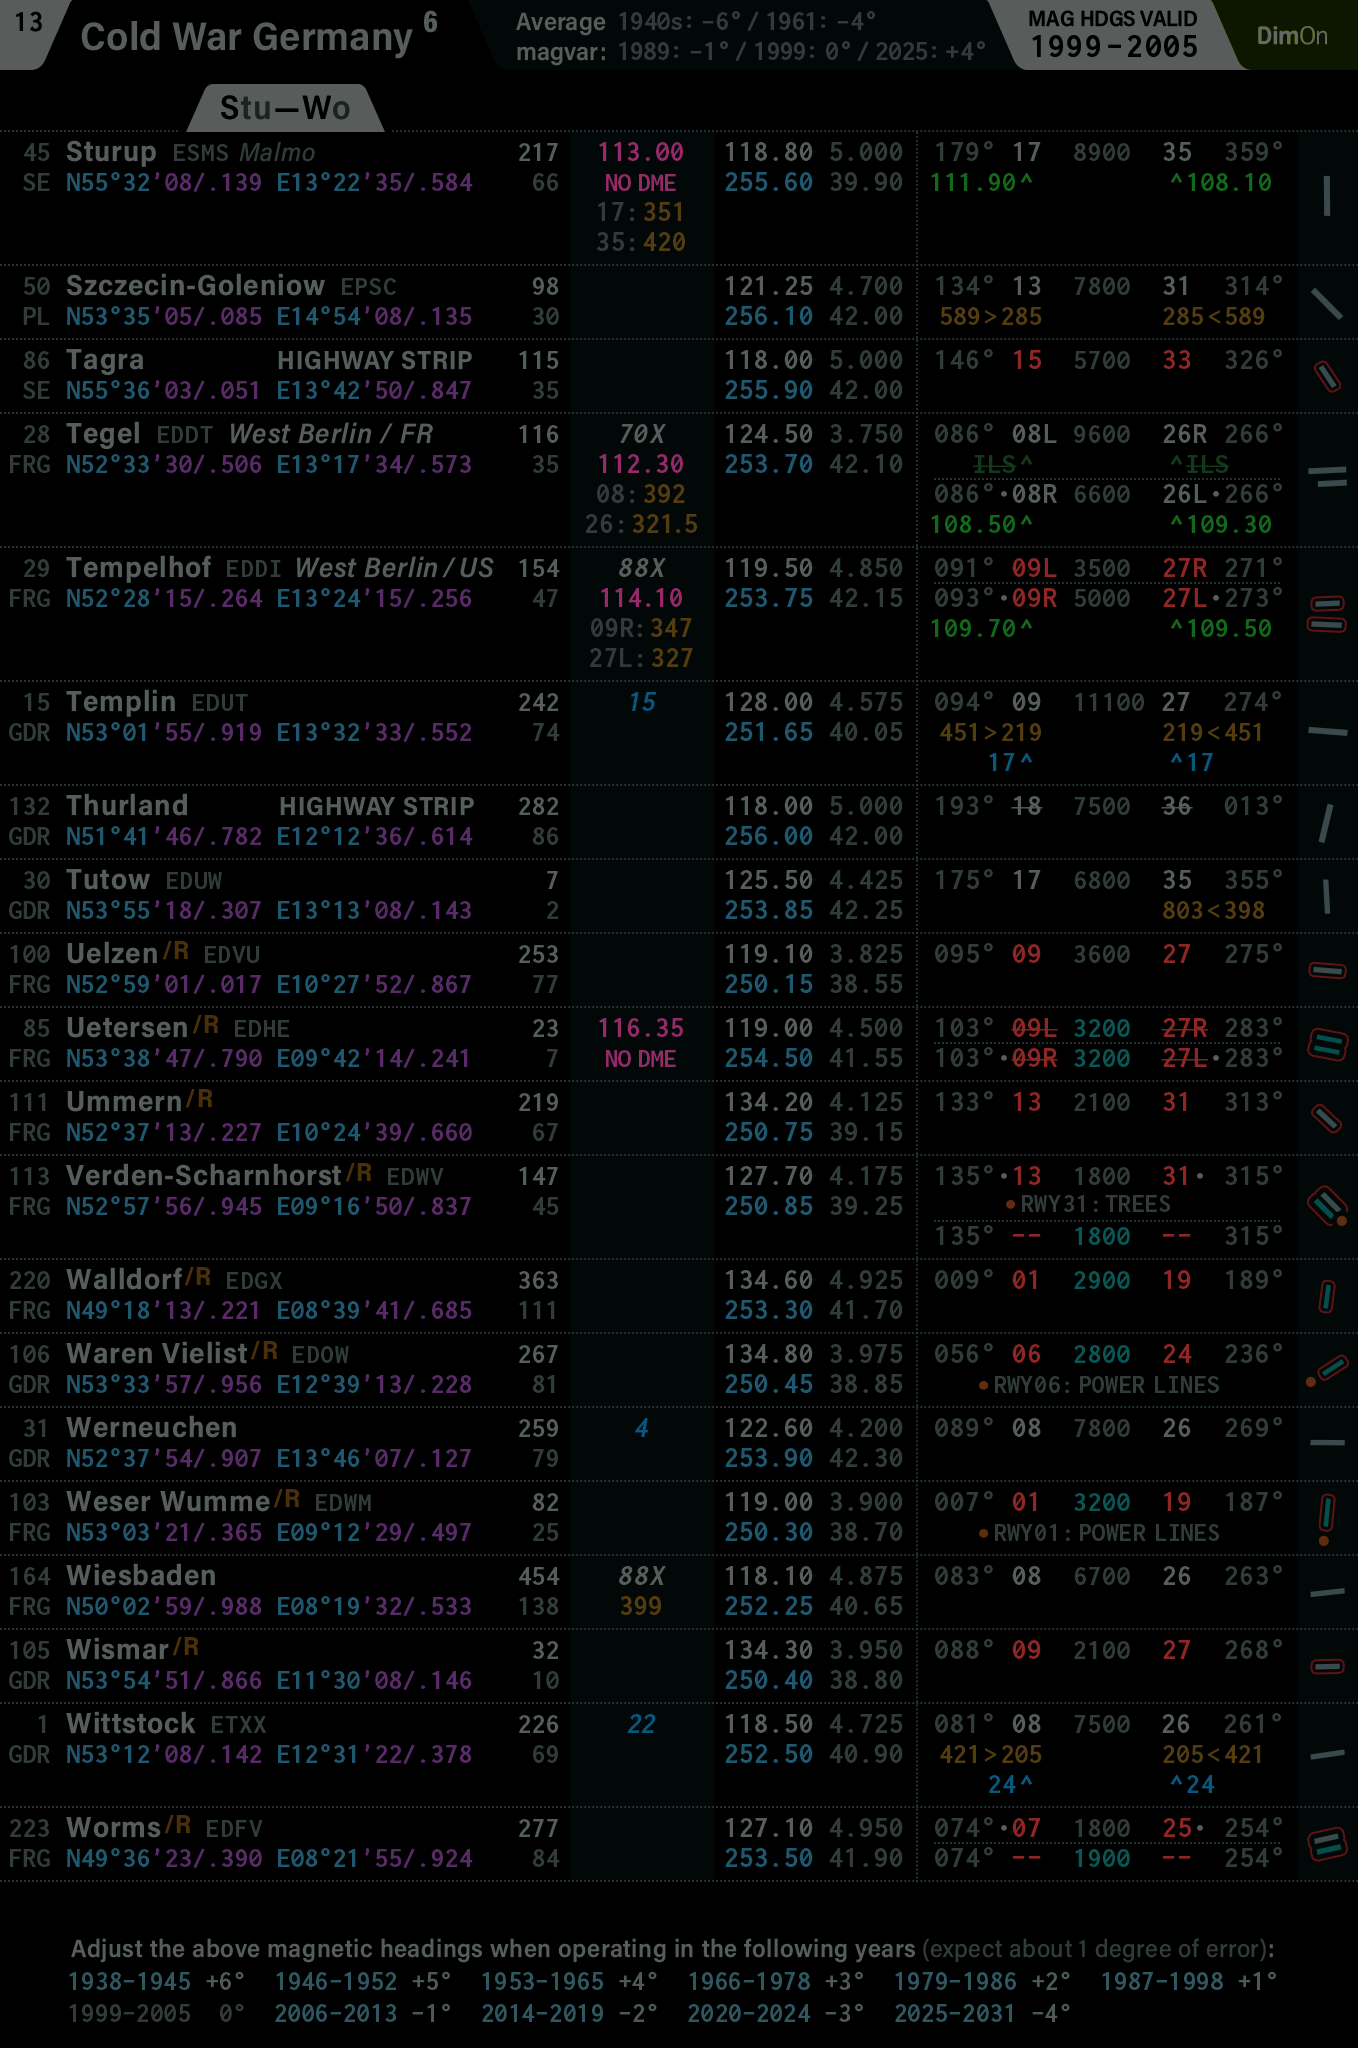 13 Cold War Germany 6 Average 1940s: -6° / 1961: -4° MAG HDGS VALID DimOn
magvar: 1989: -1° / 1999: 0° / 2025: +4° 1999-2005
Stu—Wo
45 Sturup ESMS Malmo 217 113.00 118.80 5.000 179° 17 8900 35 359°
SE N55°32'08/.139 E13°22'35/.584 66 NO DME 255.60 39.90 111.90^ ^108.10
17: 351
35: 420
50 Szczecin-Goleniow EPSC 98 121.25 4.700 134° 13 7800 31 314°
PL N53°35'05/.085 E14°54'08/.135 30 256.10 42.00 589>285 285<589
86 Tagra HIGHWAY STRIP 115 118.00 5.000 146° 15 5700 33 326°
SE N55°36'03/.051 E13°42'50/.847 35 255.90 42.00
28 Tegel EDDT West Berlin / FR 116 70X 124.50 3.750 086° 08L 9600 26R 266°
FRG N52°33'30/.506 E13°17'34/.573 35 112.30 253.70 42.10 ILS^ ^ILS
08: 392 086°•08R 6600 26L•266°
26: 321.5 108.50^ ^109.30
29 Tempelhof EDDI West Berlin / US 154 88X 119.50 4.850 091° 09L 3500 27R 271°
FRG N52°28'15/.264 E13°24'15/.256 47 114.10 253.75 42.15 093°•09R 5000 27L•273°
09R: 347 109.70^ ^109.50
27L: 327
15 Templin EDUT 242 15 128.00 4.575 094° 09 11100 27 274°
GDR N53°01'55/.919 E13°32'33/.552 74 251.65 40.05 451>219 219<451
17^ ^17
132 Thurland HIGHWAY STRIP 282 118.00 5.000 193° 18 7500 36 013°
GDR N51°41'46/.782 E12°12'36/.614 86 256.00 42.00
30 Tutow EDUW 7 125.50 4.425 175° 17 6800 35 355°
GDR N53°55'18/.307 E13°13'08/.143 2 253.85 42.25 803<398
100 Uelzen/R EDVU 253 119.10 3.825 095° 09 3600 27 275°
FRG N52°59'01/.017 E10°27'52/.867 77 250.15 38.55
85 Uetersen/R EDHE 23 116.35 119.00 4.500 103° 09L 3200 27R 283°
FRG N53°38'47/.790 E09°42'14/.241 7 NO DME 254.50 41.55 103°•09R 3200 27L•283°
111 Ummern/R 219 134.20 4.125 133° 13 2100 31 313°
FRG N52°37'13/.227 E10°24'39/.660 67 250.75 39.15
113 Verden-Scharnhorst/R EDWV 147 127.70 4.175 135°•13 1800 31• 315°
FRG N52°57'56/.945 E09°16'50/.837 45 250.85 39.25 •RWY31: TREES
135° -- 1800 -- 315°
220 Walldorf/R EDGX 363 134.60 4.925 009° 01 2900 19 189°
FRG N49°18'13/.221 E08°39'41/.685 111 253.30 41.70
106 Waren Vielist/R EDOW 267 134.80 3.975 056° 06 2800 24 236°
GDR N53°33'57/.956 E12°39'13/.228 81 250.45 38.85 •RWY06: POWER LINES
31 Werneuchen 259 4 122.60 4.200 089° 08 7800 26 269°
GDR N52°37'54/.907 E13°46'07/.127 79 253.90 42.30
103 Weser Wumme/R EDWM 82 119.00 3.900 007° 01 3200 19 187°
FRG N53°03'21/.365 E09°12'29/.497 25 250.30 38.70 •RWY01: POWER LINES
164 Wiesbaden 454 88X 118.10 4.875 083° 08 6700 26 263°
FRG N50°02'59/.988 E08°19'32/.533 138 399 252.25 40.65
105 Wismar/R 32 134.30 3.950 088° 09 2100 27 268°
GDR N53°54'51/.866 E11°30'08/.146 10 250.40 38.80
1 Wittstock ETXX 226 22 118.50 4.725 081° 08 7500 26 261°
GDR N53°12'08/.142 E12°31'22/.378 69 252.50 40.90 421>205 205<421
24^ ^24
223 Worms/R EDFV 277 127.10 4.950 074°•07 1800 25• 254°
FRG N49°36'23/.390 E08°21'55/.924 84 253.50 41.90 074° -- 1900 -- 254°
Adjust the above magnetic headings when operating in the following years (expect about 1 degree of error):
1938-1945 +6° 1946-1952 +5° 1953-1965 +4° 1966-1978 +3° 1979-1986 +2° 1987-1998 +1°
1999-2005 0° 2006-2013 -1° 2014-2019 -2° 2020-2024 -3° 2025-2031 -4°